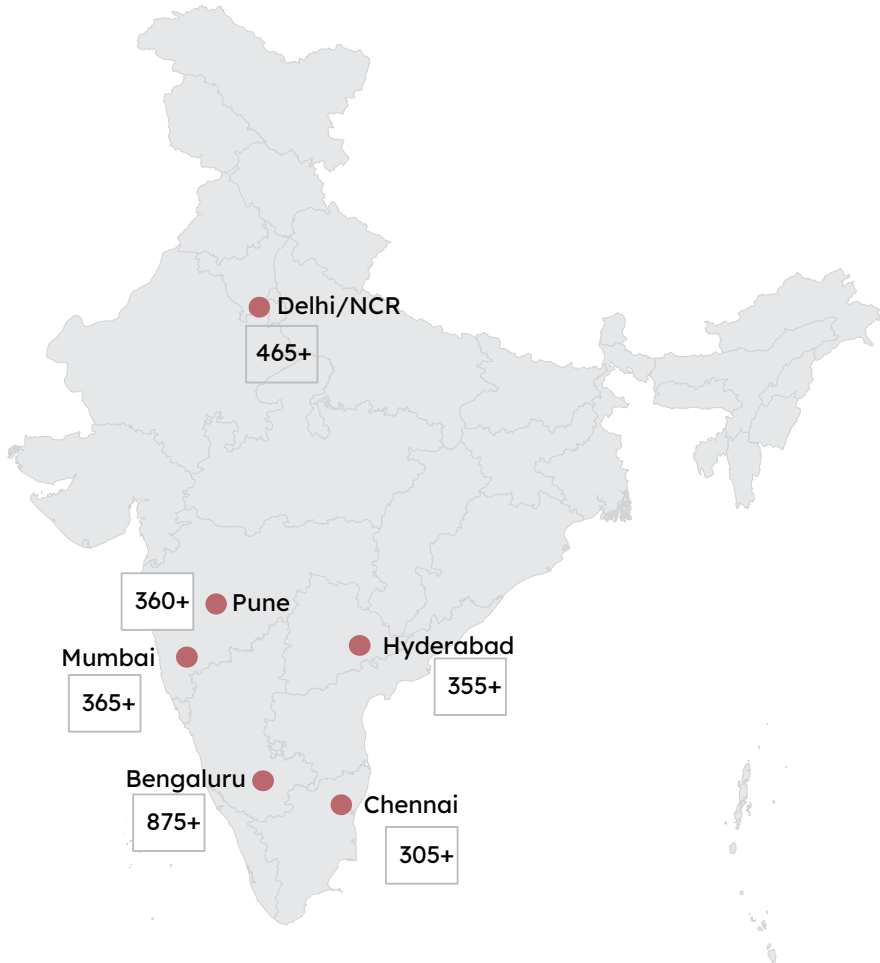 Delhi/NCR
465+
360+
Pune
Mumbai
365+
Hyderabad
355+
Bengaluru
875+
Chennai
305+